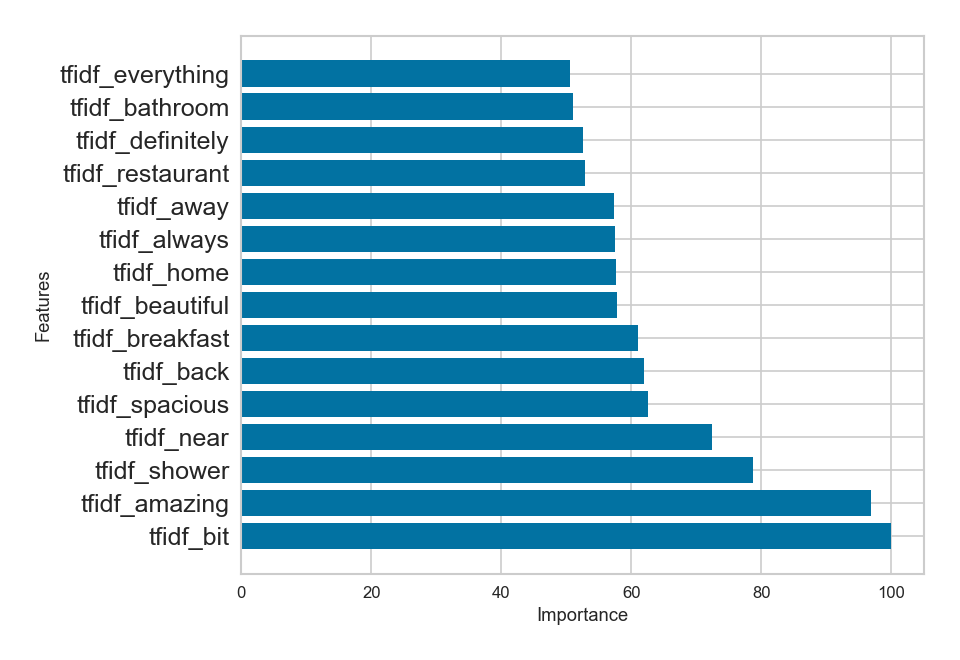 tfidf_everything
tfidf_bathroom
tfidf_definitely
tfidf_restaurant
tfidf_away
tfidf_always
tfidf_home
tfidf_beautiful
tfidf_breakfast
tfidf_back
tfidf_spacious
tfidf_near
tfidf_shower
tfidf_amazing
tfidf_bit
Features
0 20 40 60 80 100
Importance